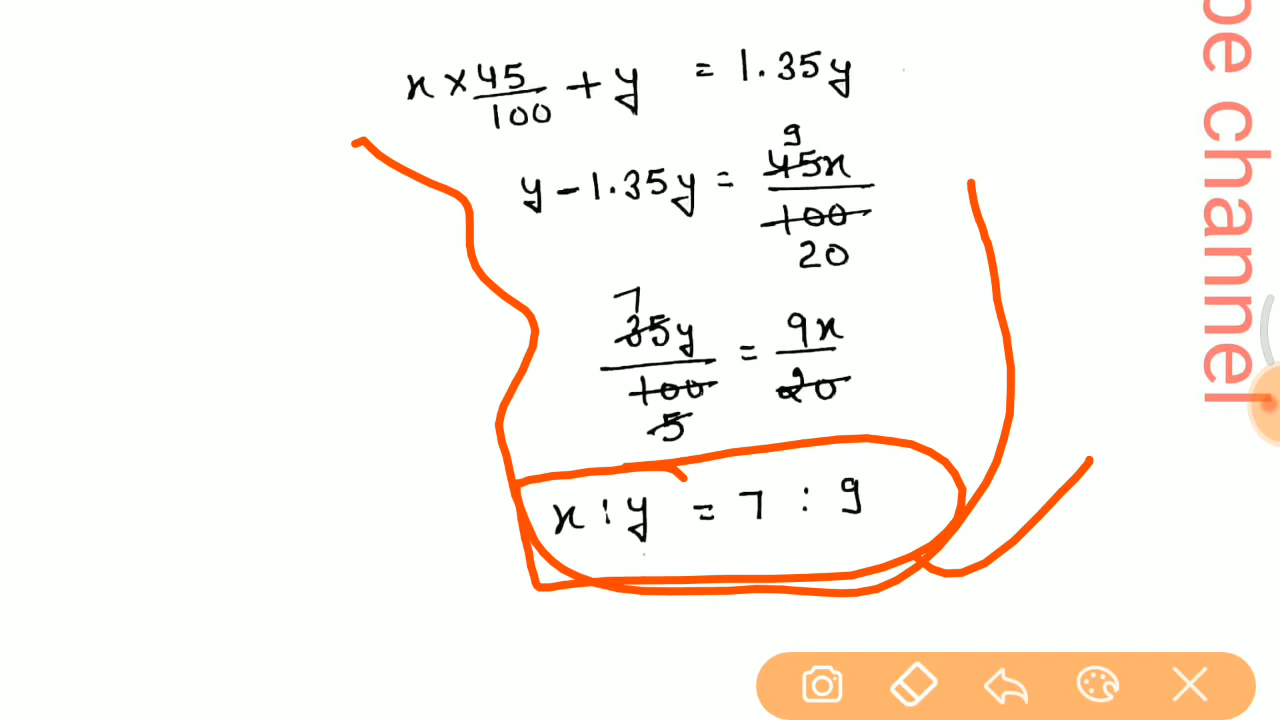 x × 45/100 + y = 1.35y
9
y - 1.35y = 45x/100
20
7
35y/100 = 9x/20
5
x : y = 7 : 9
be channel